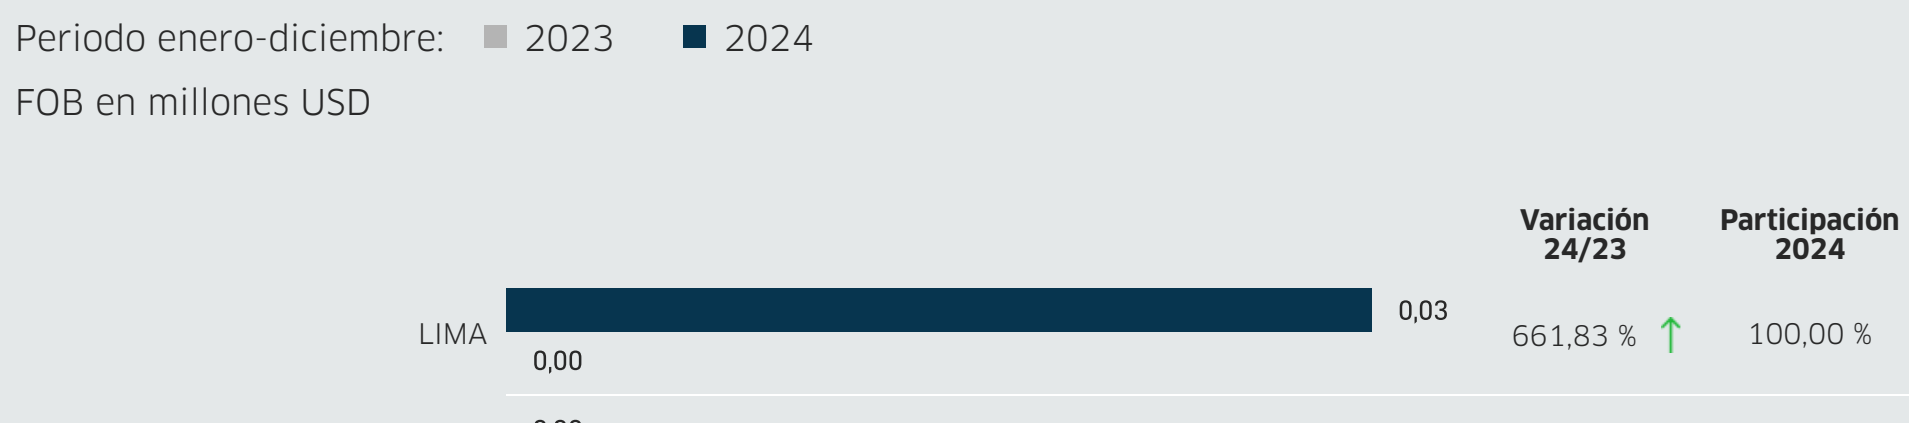 Periodo enero-diciembre: 2023 2024
FOB en millones USD
Variación 24/23
Participación 2024
LIMA 0,03 661,83 % 100,00 %
0,00